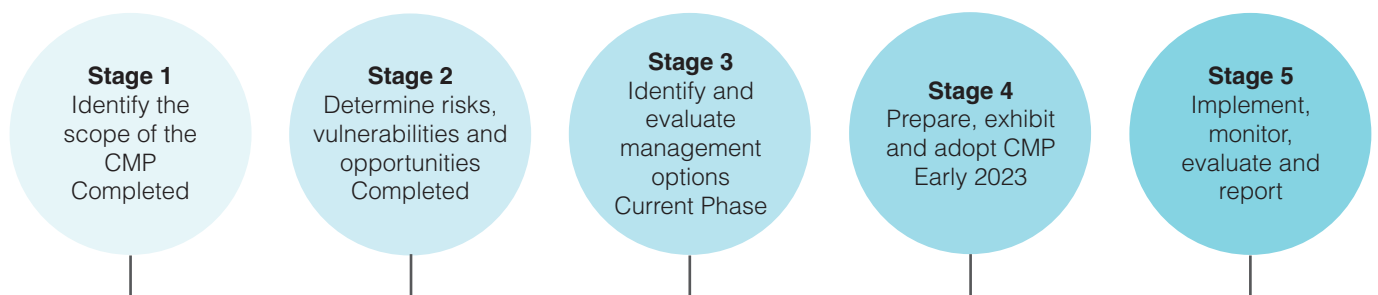 Stage 1
Identify the
scope of the
CMP
Completed
Stage 2
Determine risks,
vulnerabilities and
opportunities
Completed
Stage 3
Identify and
evaluate
management
options
Current Phase
Stage 4
Prepare, exhibit
and adopt CMP
Early 2023
Stage 5
Implement,
monitor,
evaluate and
report